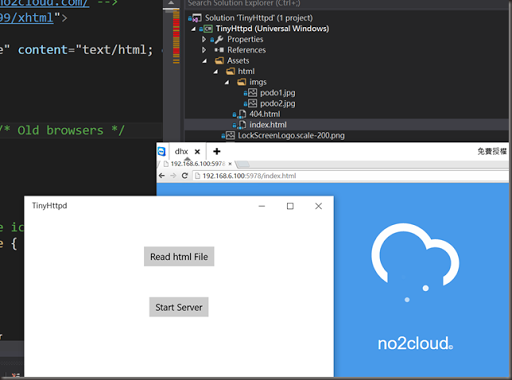 no2cloud.com/ -->
99/xhtml">
e" content="text/html;
/* Old browsers */
e ic
e {
Search Solution Explorer (Ctrl+;)
Solution 'TinyHttpd' (1 project)
TinyHttpd (Universal Windows)
Properties
References
Assets
html
imgs
podo1.jpg
podo2.jpg
404.html
index.html
LockScreenLogo.scale-200.png
dhx
免費授權
192.168.6.100:5978
192.168.6.100:5978/index.html
TinyHttpd
Read html File
Start Server
no2cloud